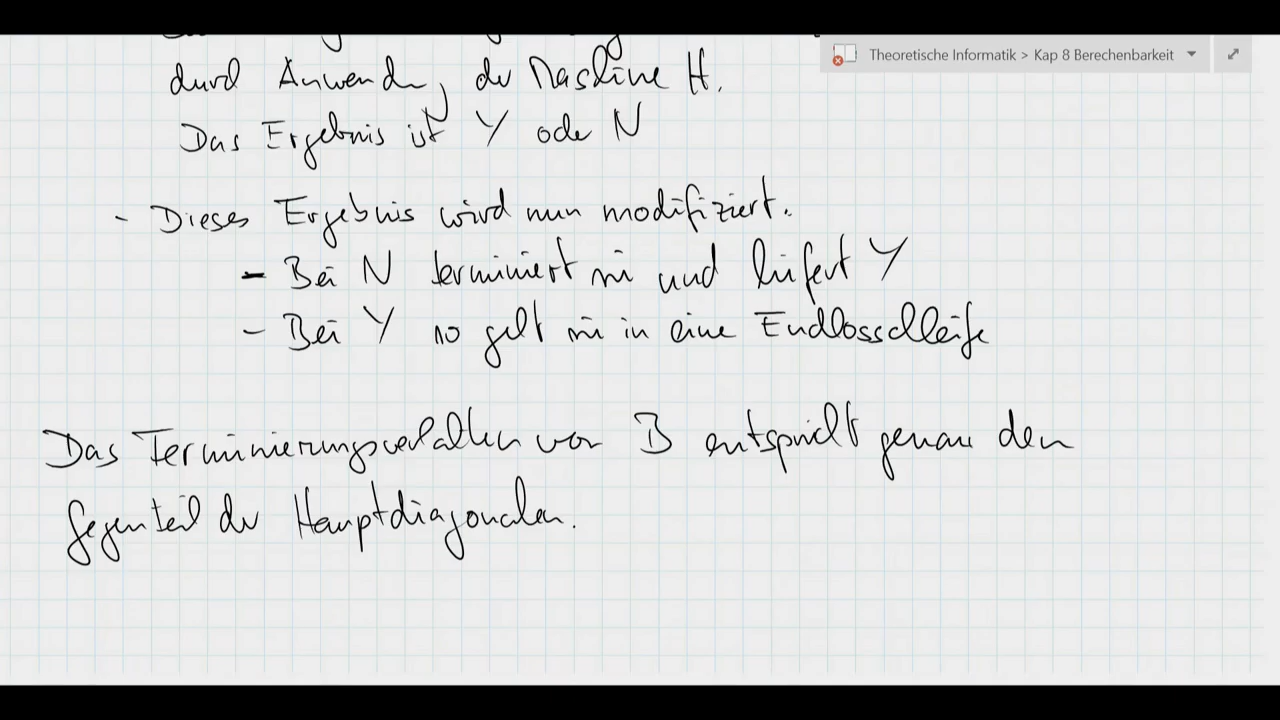 Theoretische Informatik > Kap 8 Berechenbarkeit
durch Anwendung der Maschine H.
Das Ergebnis ist Y oder N
- Dieses Ergebnis wird nun modifiziert.
- Bei N terminiert sie und liefert Y
- Bei Y so geht sie in eine Endlosschleife
Das Terminierungsverhalten von B entspricht genau dem
Gegenteil der Hauptdiagonalen.